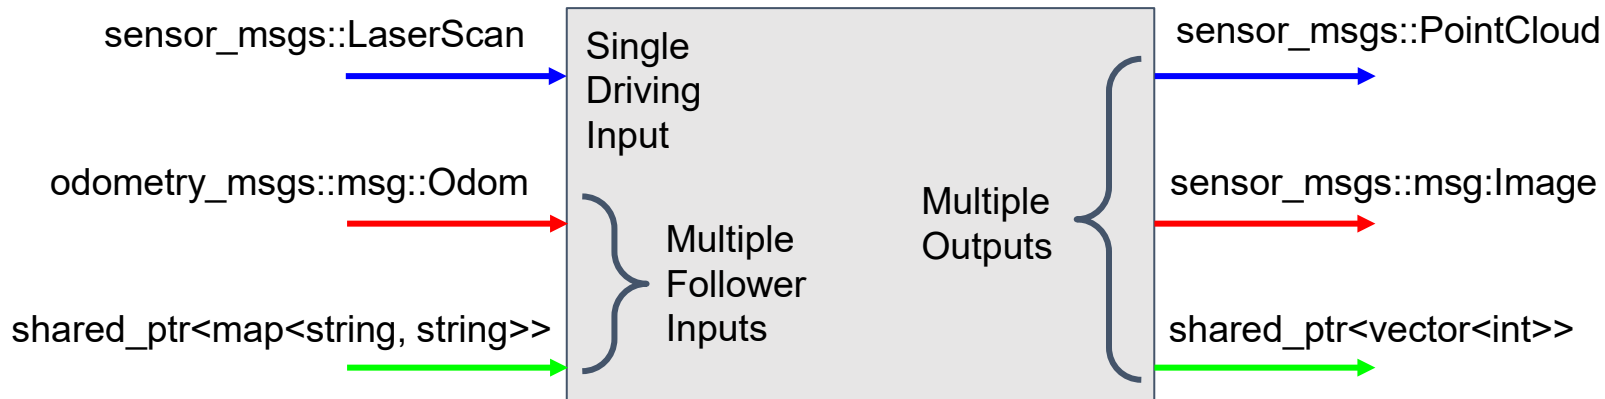 sensor_msgs::LaserScan
Single
Driving
Input
odometry_msgs::msg::Odom
Multiple
Follower
Inputs
shared_ptr<map<string, string>>
Multiple
Outputs
sensor_msgs::PointCloud
sensor_msgs::msg:Image
shared_ptr<vector<int>>